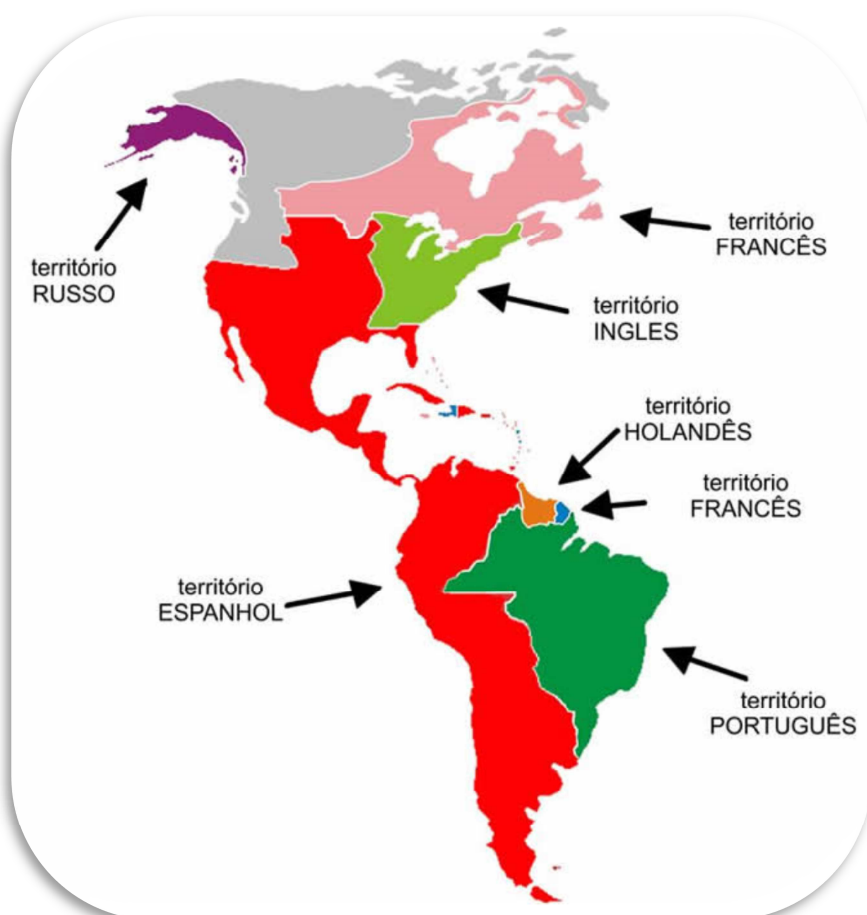 território
FRANCÊS
território
RUSSO
território
INGLES
território
HOLANDÊS
território
FRANCÊS
território
ESPANHOL
território
PORTUGUÊS